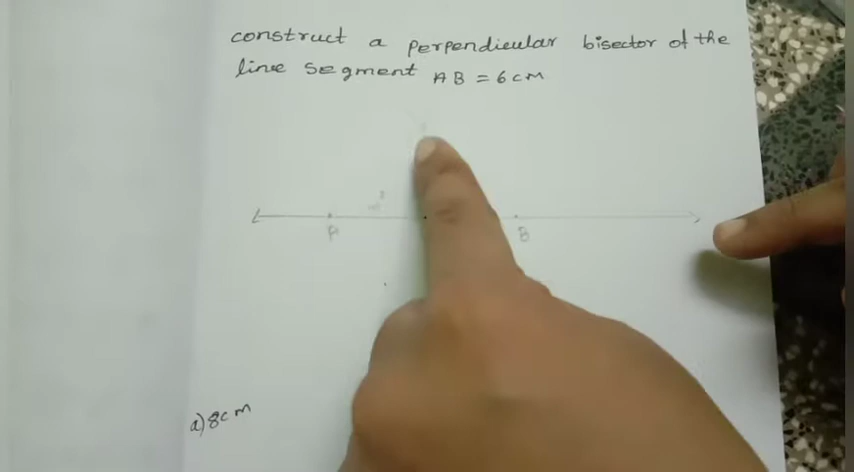 construct a perpendicular bisector of the
line segment AB = 6cm
A
B
a) 8cm